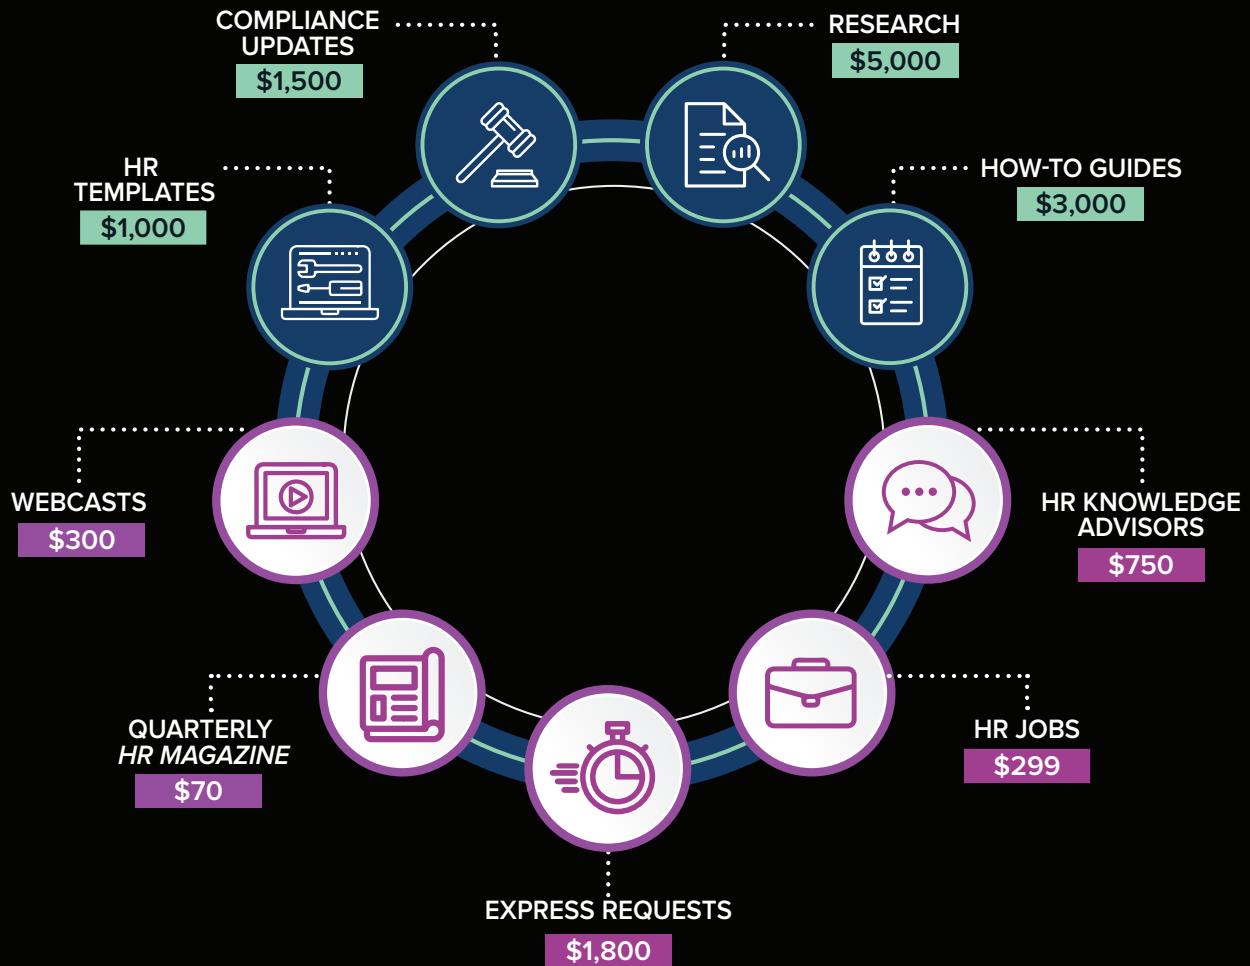 COMPLIANCE
UPDATES
$1,500
RESEARCH
$5,000
HR
TEMPLATES
$1,000
HOW-TO GUIDES
$3,000
WEBCASTS
$300
HR KNOWLEDGE
ADVISORS
$750
QUARTERLY
HR MAGAZINE
$70
HR JOBS
$299
EXPRESS REQUESTS
$1,800